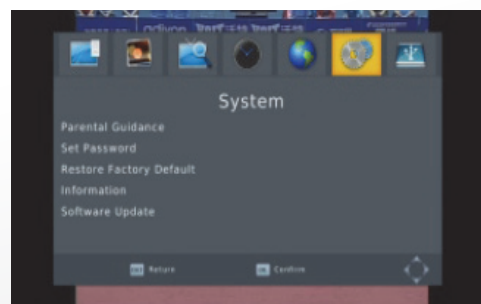 System
Parental Guidance
Set Password
Restore Factory Default
Information
Software Update
Return
Confirm